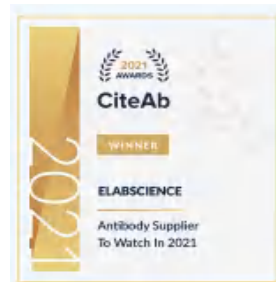 2021
AWARDS
CiteAb
WINNER
ELABSCIENCE
Antibody Supplier
To Watch In 2021
2021